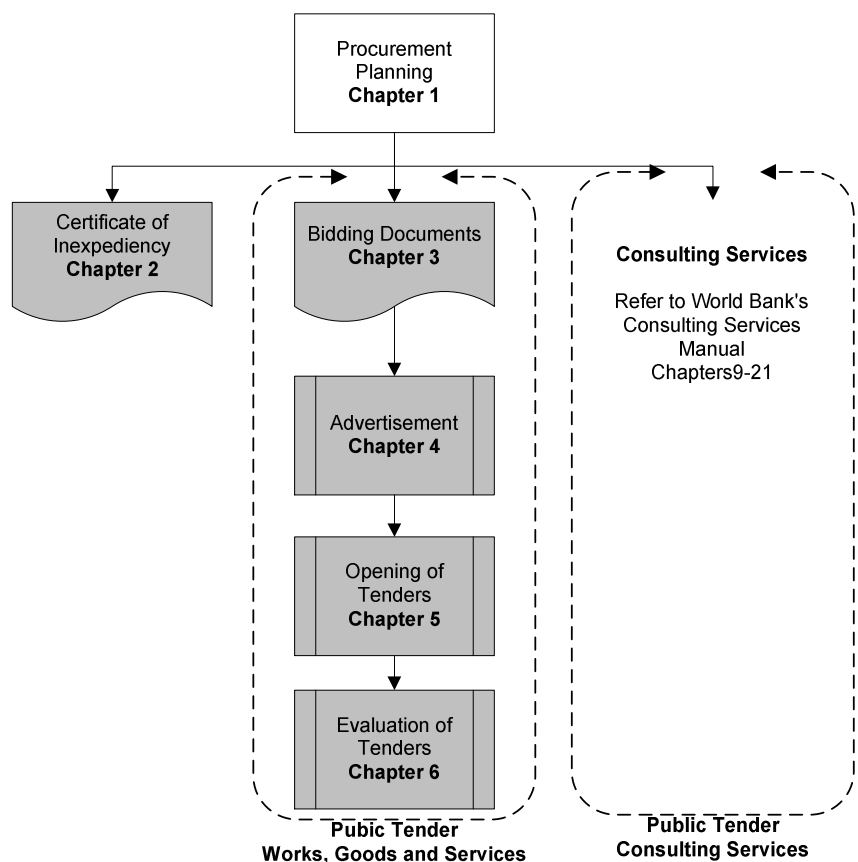 Procurement
Planning
Chapter 1
Certificate of
Inexpediency
Chapter 2
Bidding Documents
Chapter 3
Advertisement
Chapter 4
Opening of
Tenders
Chapter 5
Evaluation of
Tenders
Chapter 6
Pubic Tender
Works, Goods and Services
Consulting Services
Refer to World Bank's
Consulting Services
Manual
Chapters9-21
Public Tender
Consulting Services